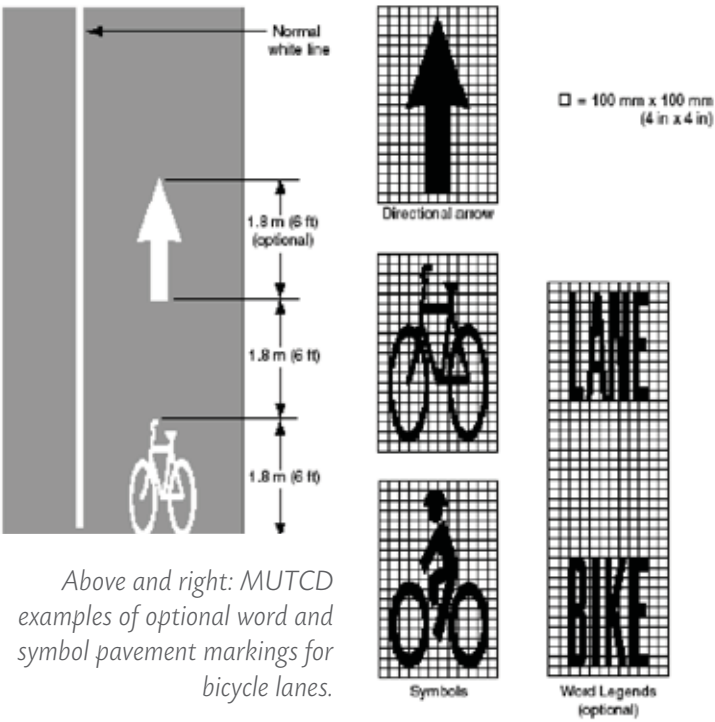 Normal
white line
1.8 m (6 ft)
(optional)
1.8 m (6 ft)
1.8 m (6 ft)
Above and right: MUTCD
examples of optional word and
symbol pavement markings for
bicycle lanes.
Directional arrow
Symbols
= 100 mm x 100 mm
(4 in x 4 in)
LANE
BIKE
Word Legends
(optional)